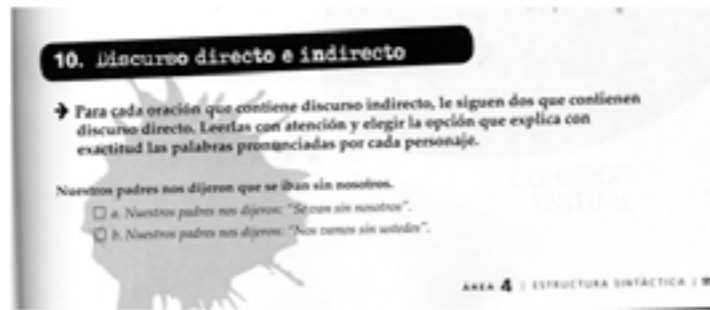 10. Discurso directo e indirecto
➔ Para cada oración que contiene discurso indirecto, le siguen dos que contienen
discurso directo. Leerlas con atención y elegir la opción que explica con
exactitud las palabras pronunciadas por cada personaje.
Nuestros padres nos dijeron que se iban sin nosotros.
☐ a. Nuestros padres nos dijeron: "Se van sin nosotros".
☐ b. Nuestros padres nos dijeron: "Nos vamos sin ustedes".
COHESIÓN
TEXTUAL
ÁREA 4 | ESTRUCTURA SINTÁCTICA |